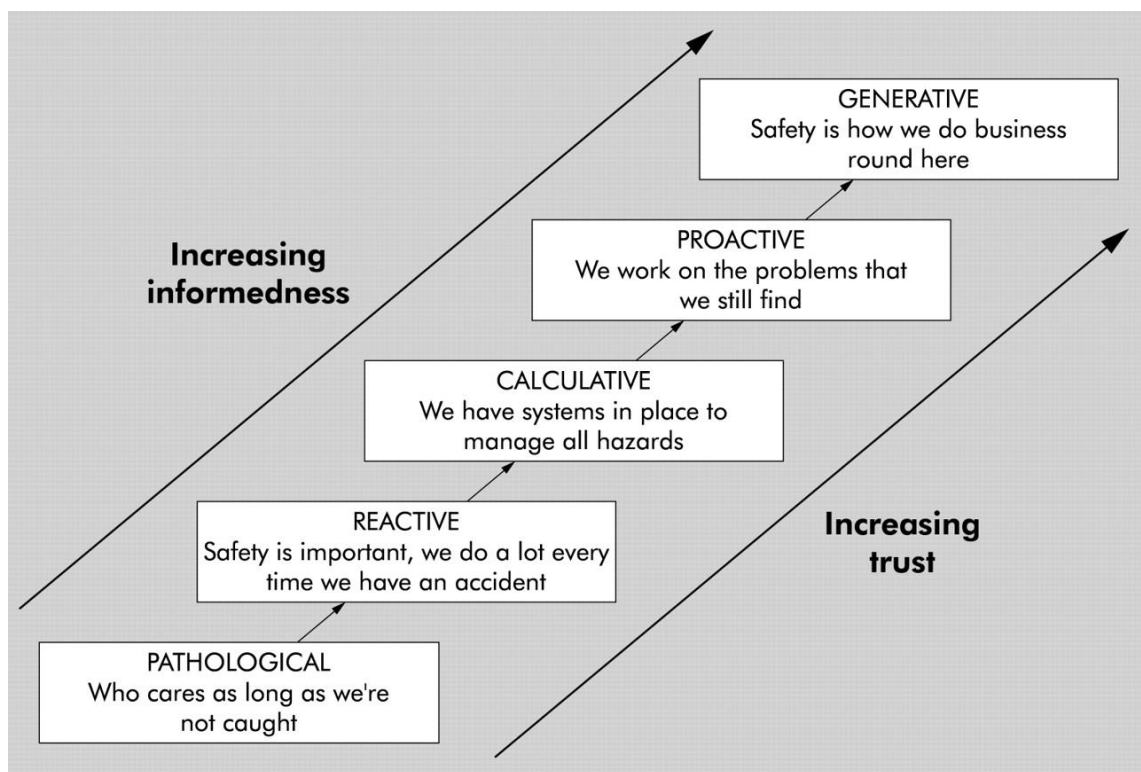 GENERATIVE
Safety is how we do business
round here
PROACTIVE
We work on the problems that
we still find
Increasing
informedness
CALCULATIVE
We have systems in place to
manage all hazards
REACTIVE
Safety is important, we do a lot every
time we have an accident
Increasing
trust
PATHOLOGICAL
Who cares as long as we're
not caught